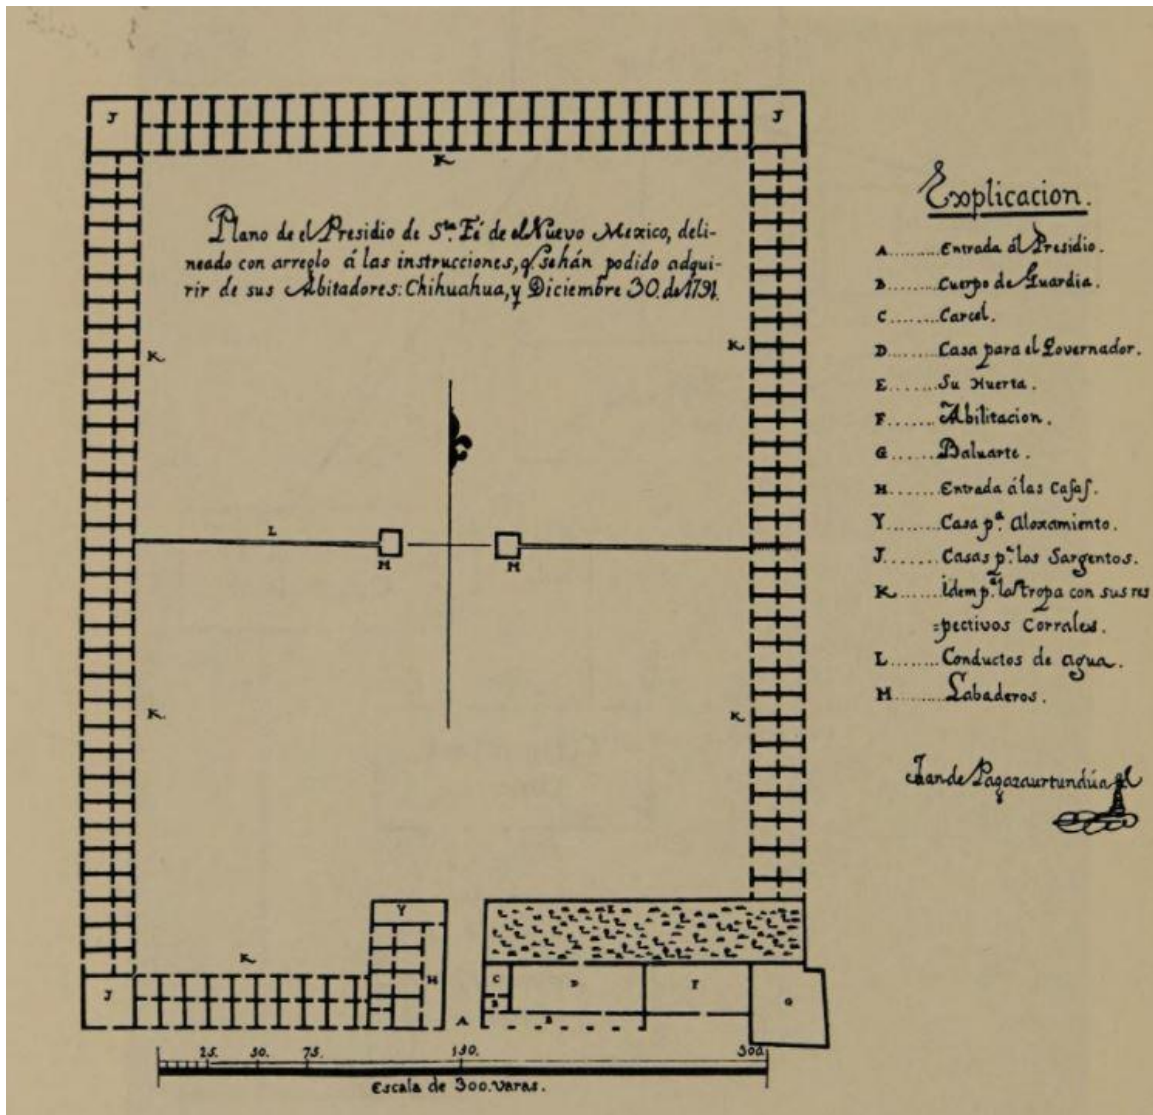 J
J
K
Plano de el Presidio de Sta. Fé de el Nuevo Mexico, deli-
neado con arreglo á las instrucciones, q. sehán podido adqui-
rir de sus Abitadores: Chihuahua, y Diciembre 30. de 1791.
K
K
L
M
M
K
K
K
J
Y
H
A
E
C
B
D
F
G
B
25. 50. 75. 150. 300.
Escala de 300. varas.
Explicacion.
A........Entrada ál Presidio.
B........Cuerpo de Guardia.
C........Carcel.
D........Casa para el Governador.
E........Su Huerta.
F........Abilitacion.
G........Baluarte.
H........Entrada á las Casas.
Y........Casa pa. Aloxamiento.
J........Casas pa. los Sargentos.
K........Idem pa. la tropa con sus res
=pectivos Corrales.
L........Conductos de agua.
M........Labaderos.
Juan de Pagazaurtundúa